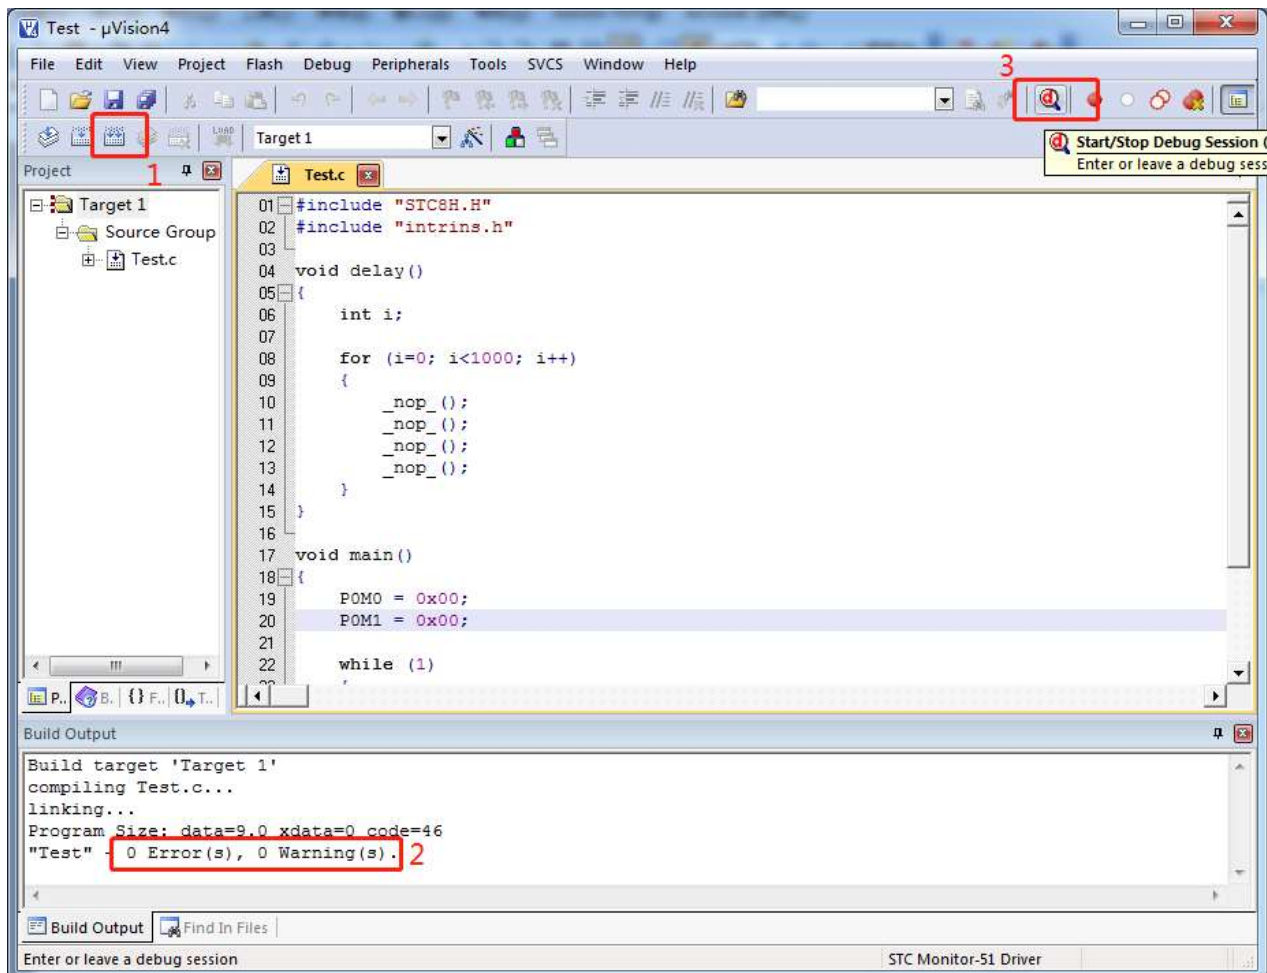 Test - µVision4
File Edit View Project Flash Debug Peripherals Tools SVCS Window Help
3
LOAD
Target 1
Start/Stop Debug Session (
Enter or leave a debug sess
Project
1
Test.c
Target 1
Source Group
Test.c
01 #include "STC8H.H"
02 #include "intrins.h"
03
04 void delay()
05 {
06 int i;
07
08 for (i=0; i<1000; i++)
09 {
10 _nop_();
11 _nop_();
12 _nop_();
13 _nop_();
14 }
15 }
16
17 void main()
18 {
19 P0M0 = 0x00;
20 P0M1 = 0x00;
21
22 while (1)
P.. B. {} F.. T..
Build Output
Build target 'Target 1'
compiling Test.c...
linking...
Program Size: data=9.0 xdata=0 code=46
"Test" - 0 Error(s), 0 Warning(s).
2
Build Output Find In Files
Enter or leave a debug session STC Monitor-51 Driver